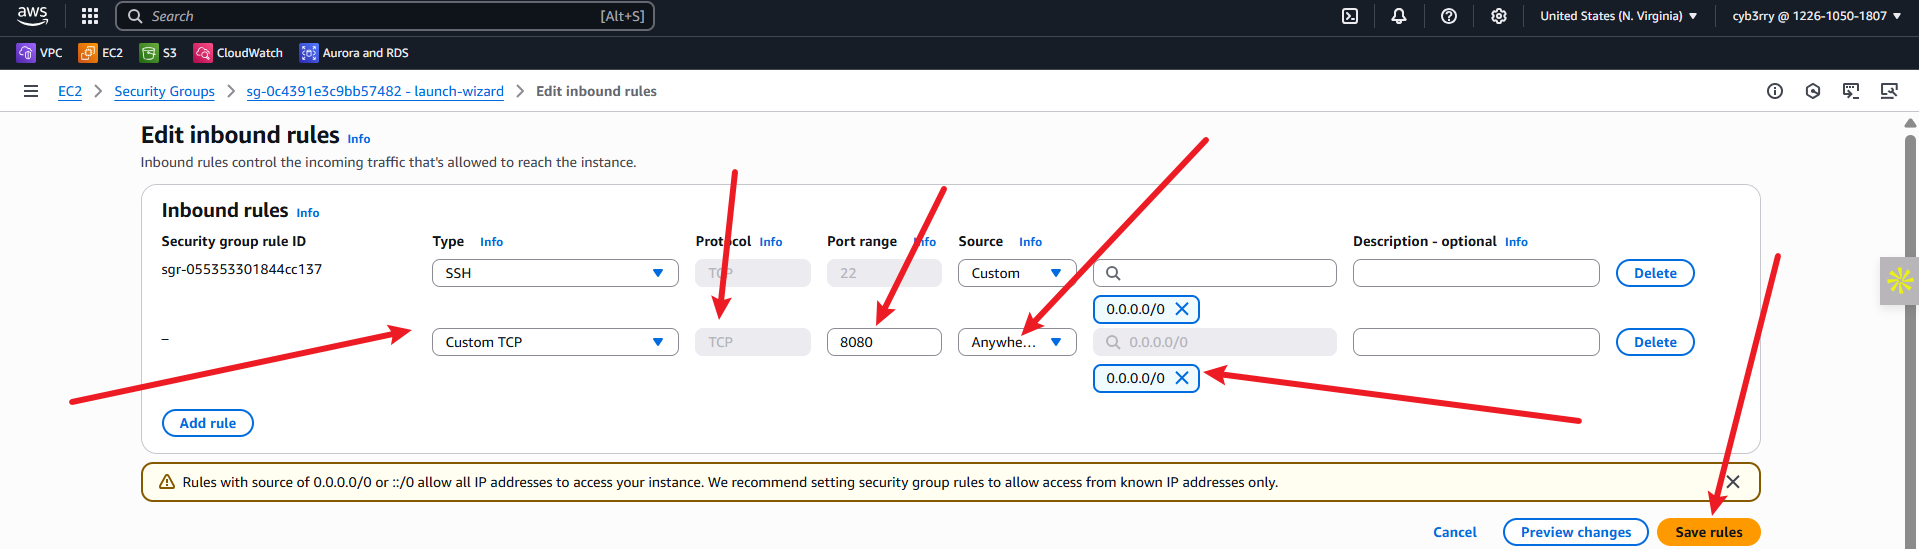 aws
Search [Alt+S] United States (N. Virginia) cyb3rry @ 1226-1050-1807
VPC EC2 S3 CloudWatch Aurora and RDS
EC2 Security Groups sg-0c4391e3c9bb57482 - launch-wizard Edit inbound rules
Edit inbound rules Info
Inbound rules control the incoming traffic that's allowed to reach the instance.
Inbound rules Info
Security group rule ID Type Info Protocol Info Port range Info Source Info Description - optional Info
sgr-055353301844cc137 SSH TCP 22 Custom Delete
0.0.0.0/0
– Custom TCP TCP 8080 Anywhe... 0.0.0.0/0 Delete
0.0.0.0/0
Add rule
Rules with source of 0.0.0.0/0 or ::/0 allow all IP addresses to access your instance. We recommend setting security group rules to allow access from known IP addresses only.
Cancel Preview changes Save rules